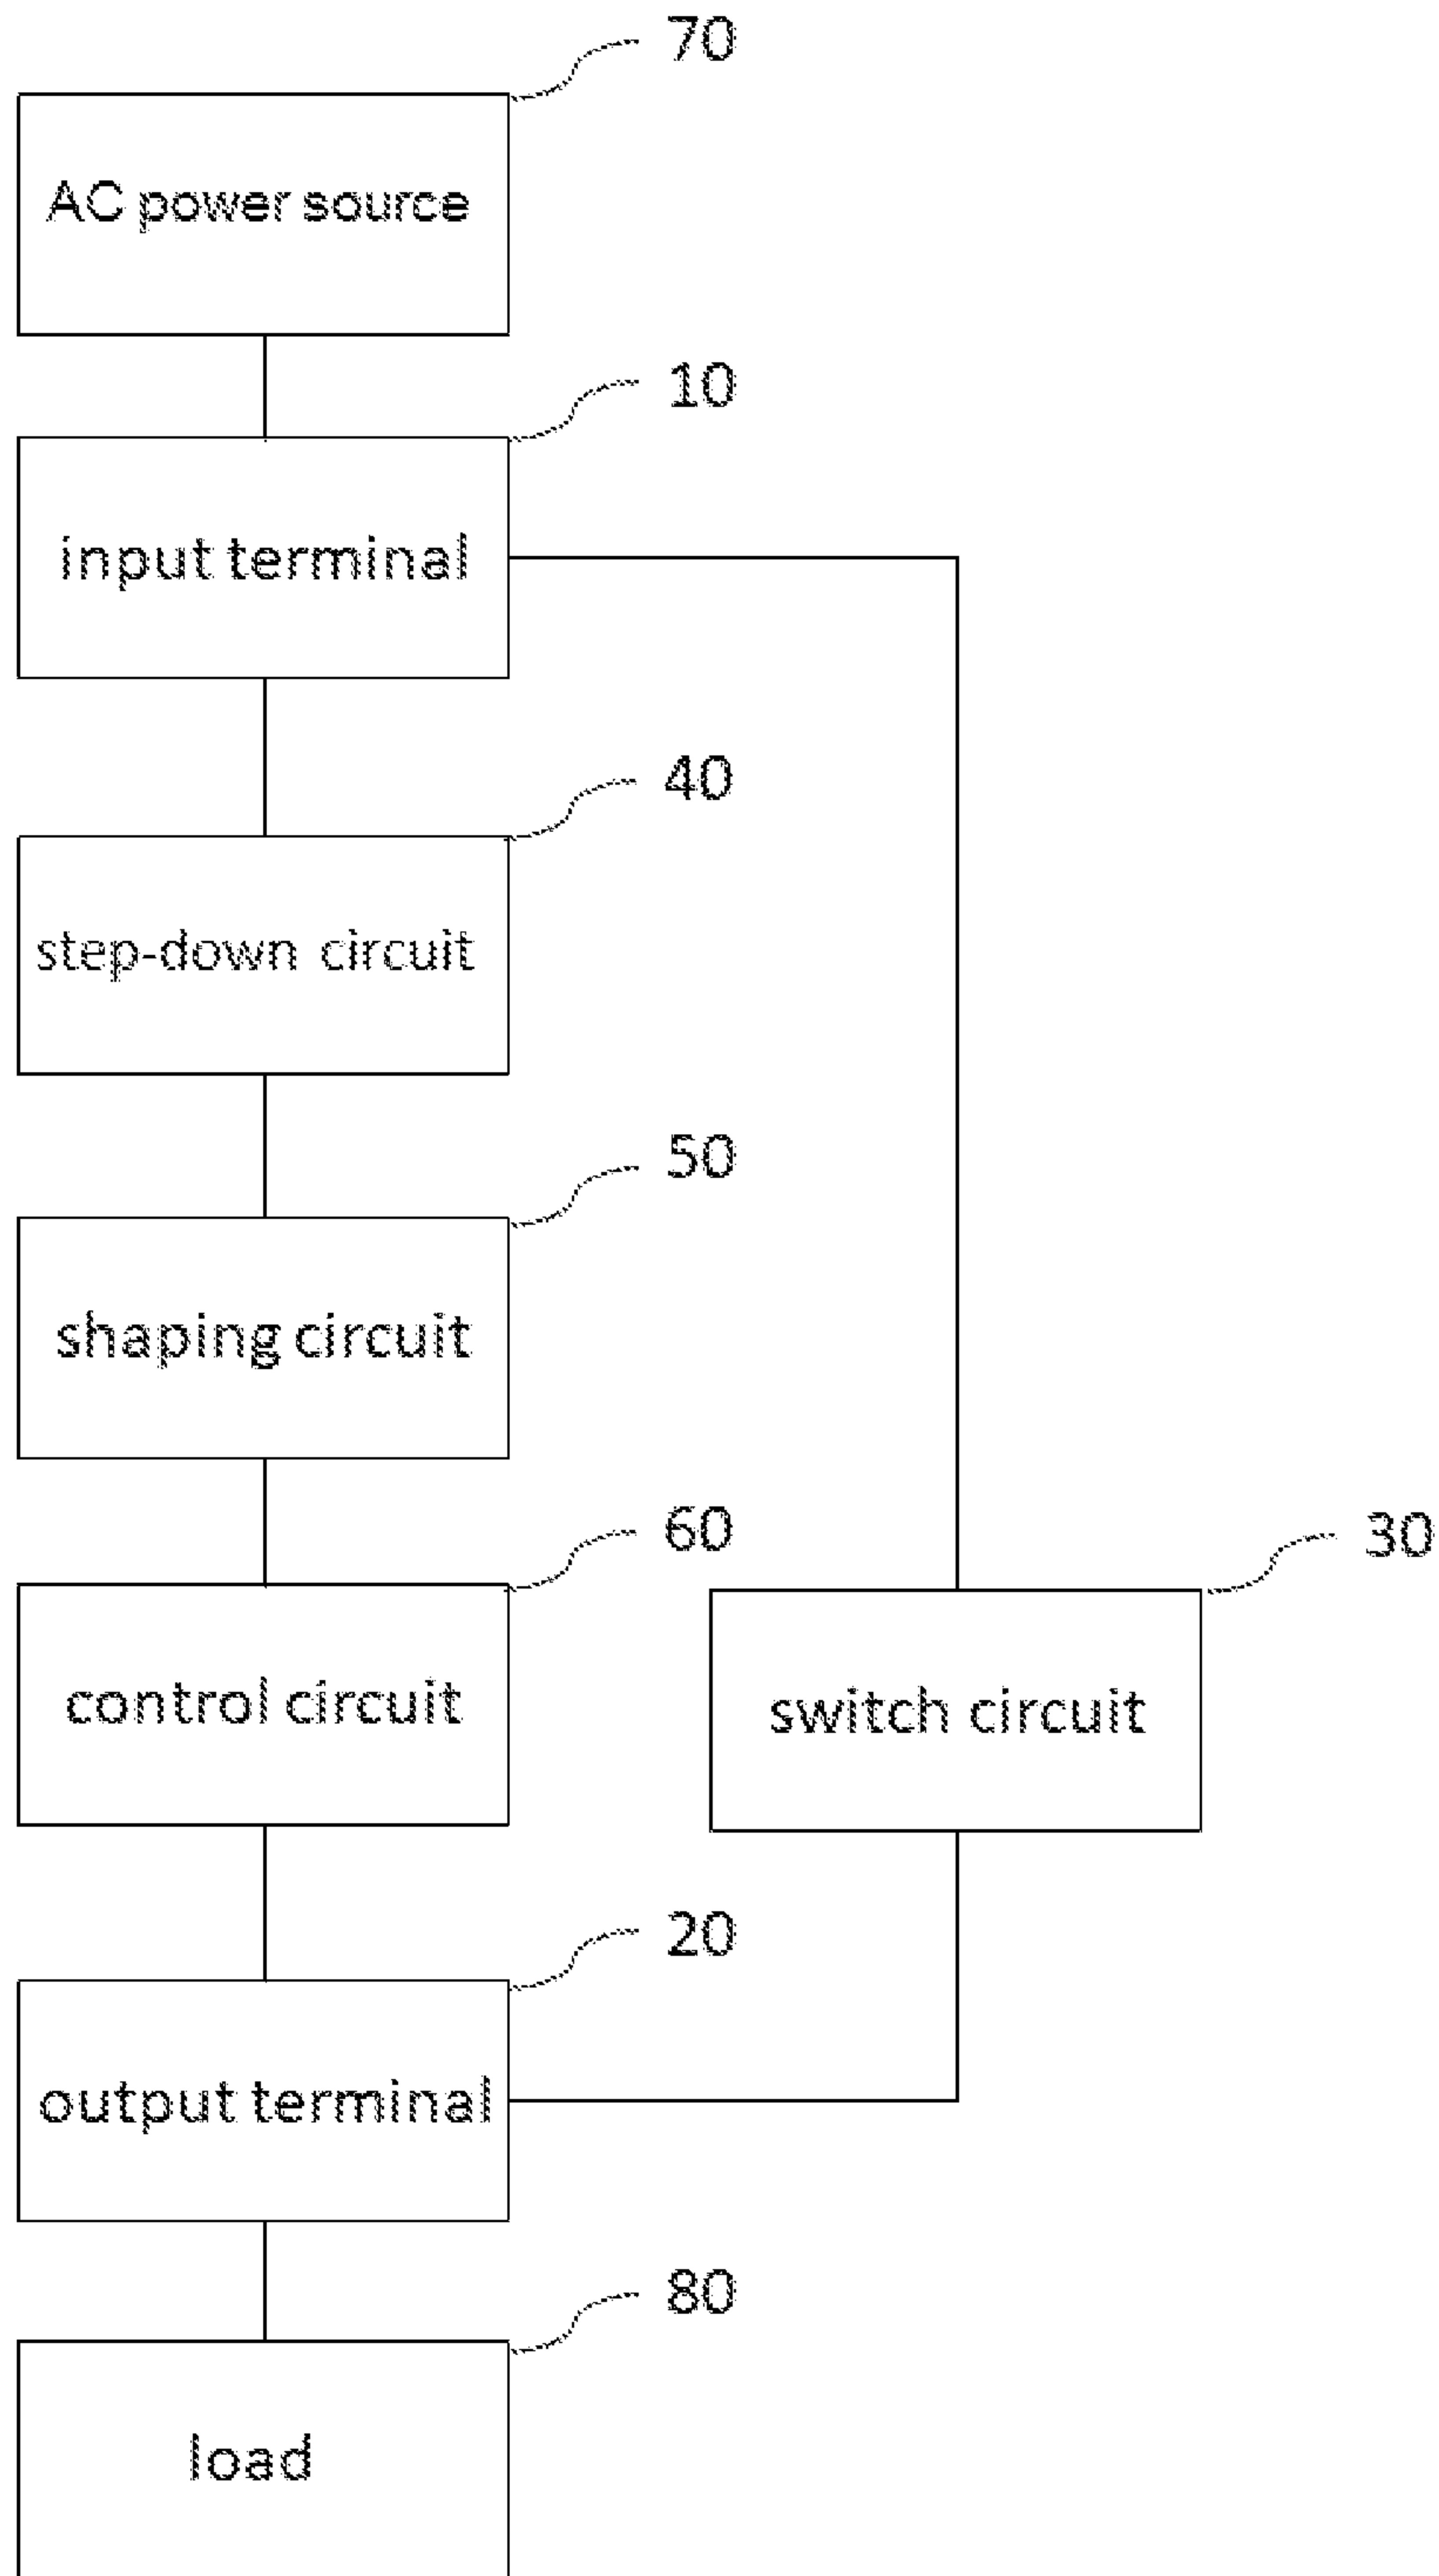 70
AC power source
10
input terminal
40
step-down circuit
50
shaping circuit
60
control circuit
30
switch circuit
20
output terminal
80
load